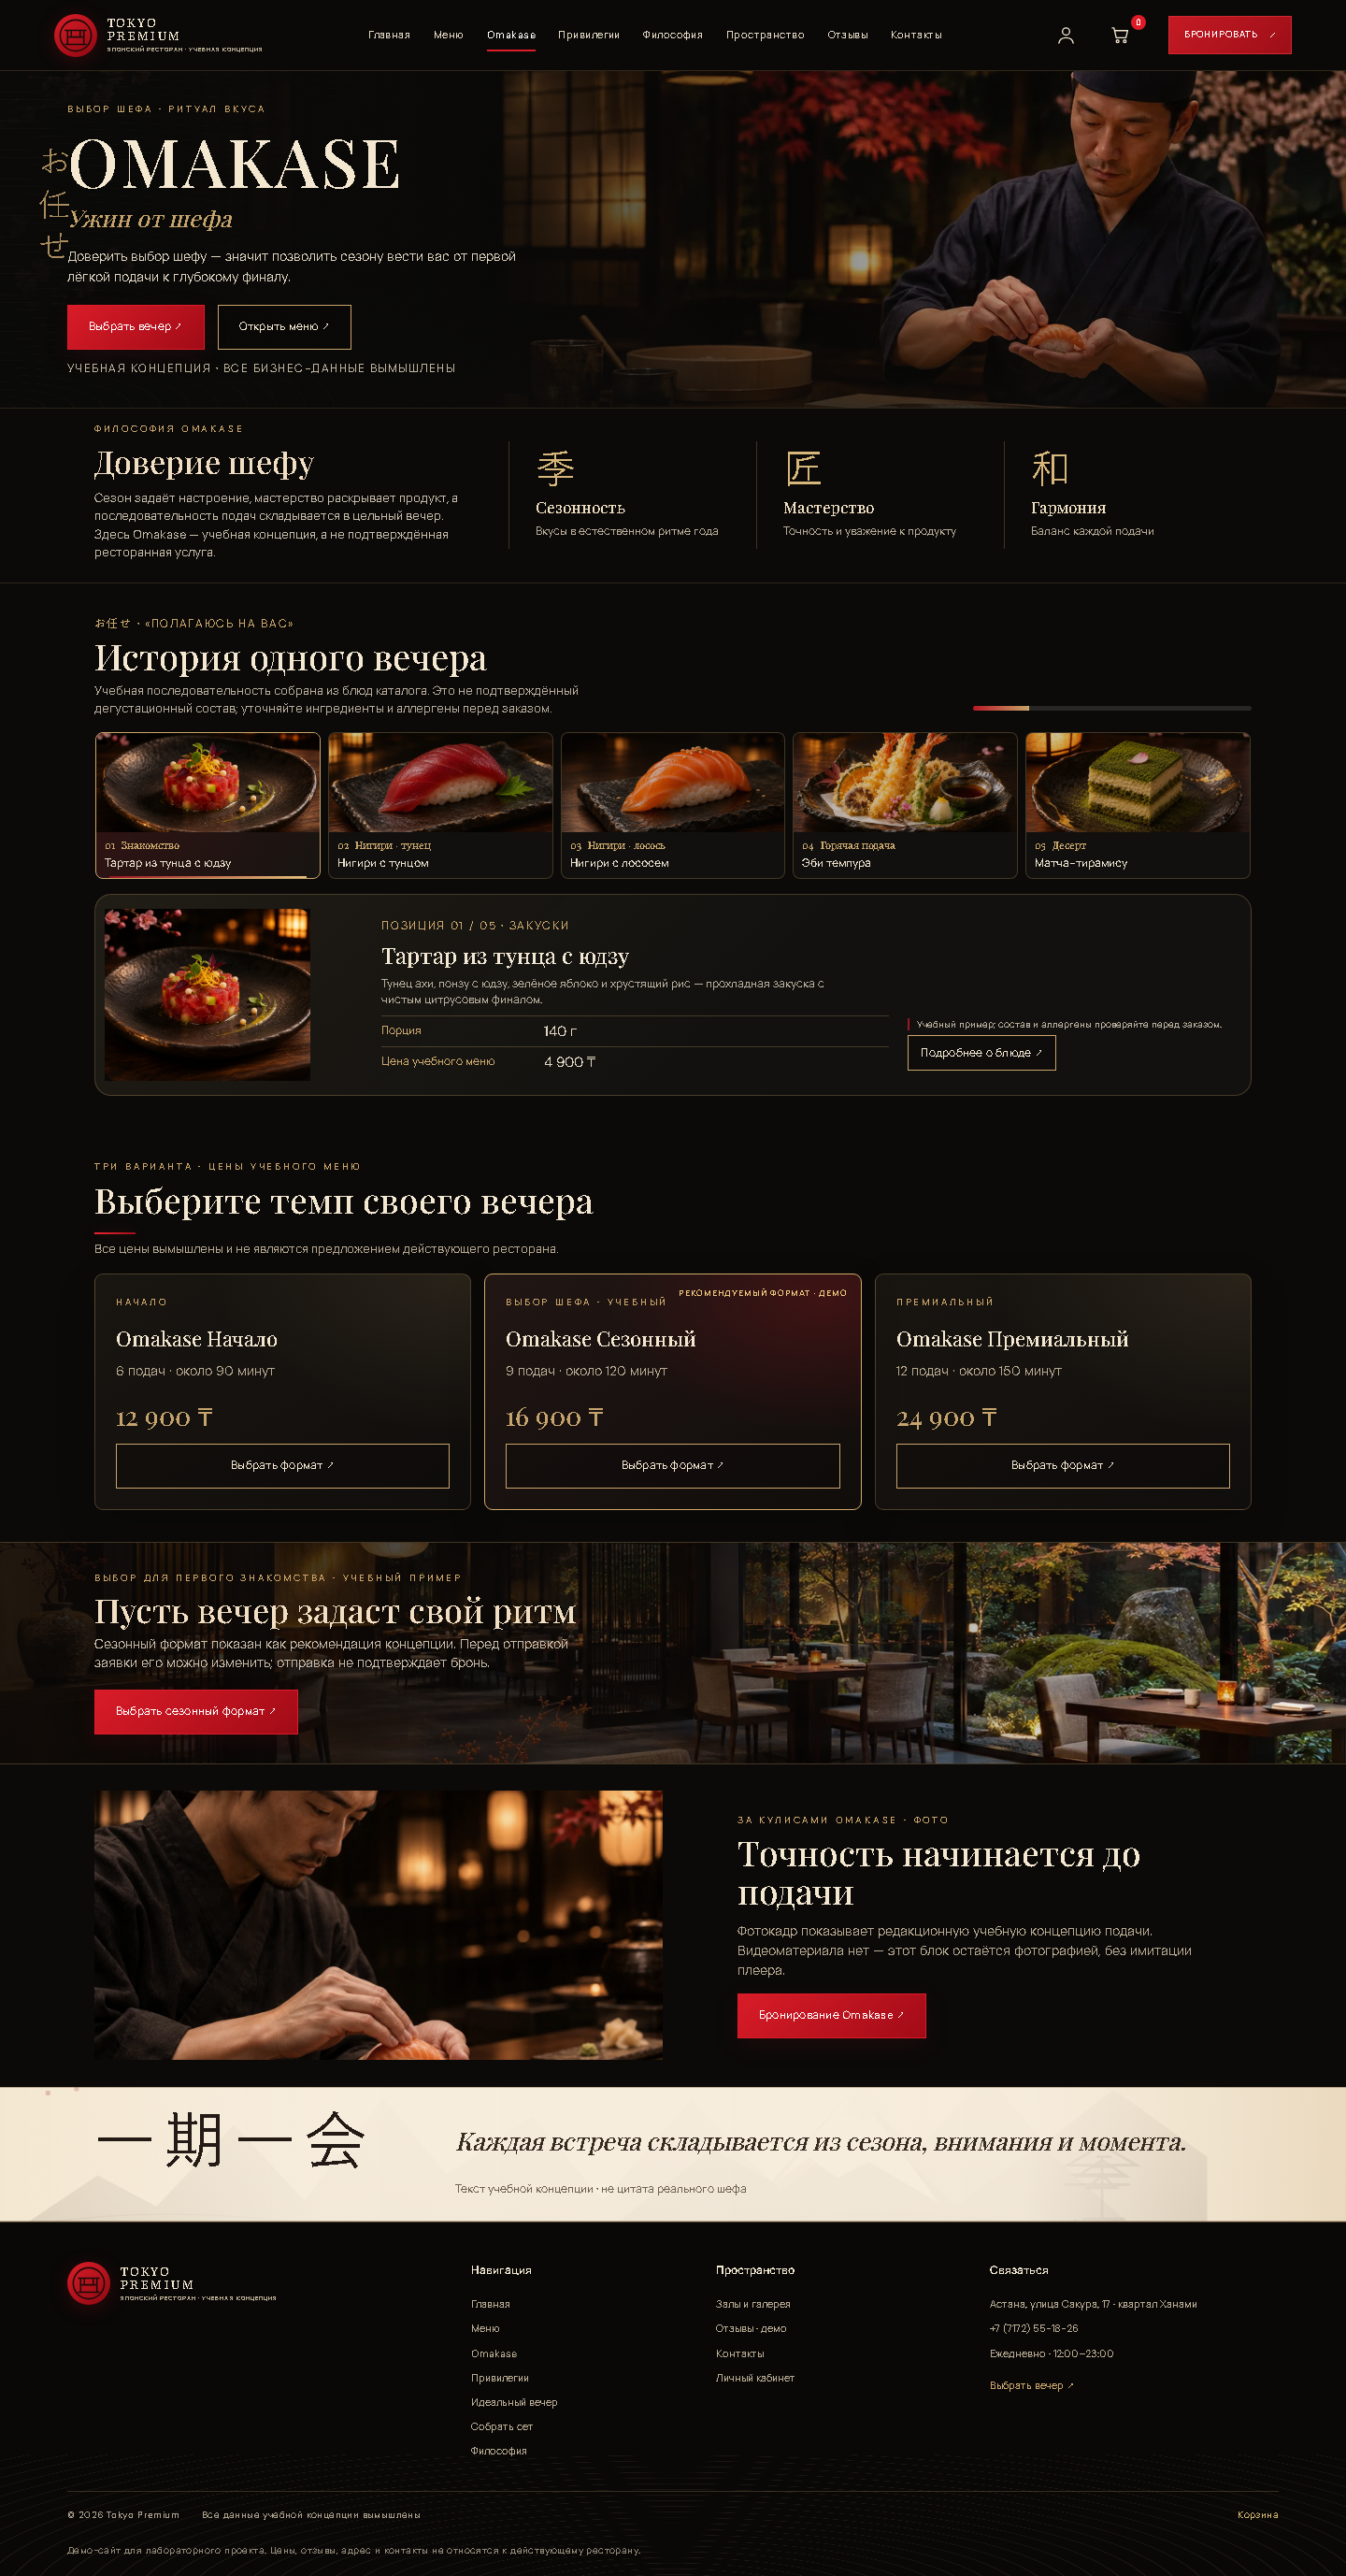 TOKYO
PREMIUM
ЯПОНСКИЙ РЕСТОРАН · УЧЕБНАЯ КОНЦЕПЦИЯ
Главная
Меню
Omakase
Привилегии
Философия
Пространство
Отзывы
Контакты
0
БРОНИРОВАТЬ ↗
ВЫБОР ШЕФА · РИТУАЛ ВКУСА
お任せ
OMAKASE
Ужин от шефа
Доверить выбор шефу — значит позволить сезону вести вас от первой
лёгкой подачи к глубокому финалу.
Выбрать вечер ↗
Открыть меню ↗
УЧЕБНАЯ КОНЦЕПЦИЯ · ВСЕ БИЗНЕС-ДАННЫЕ ВЫМЫШЛЕНЫ
ФИЛОСОФИЯ OMAKASE
Доверие шефу
Сезон задаёт настроение, мастерство раскрывает продукт, а
последовательность подач складывается в цельный вечер.
Здесь Omakase — учебная концепция, а не подтверждённая
ресторанная услуга.
季
Сезонность
Вкусы в естественном ритме года
匠
Мастерство
Точность и уважение к продукту
和
Гармония
Баланс каждой подачи
お任せ · «ПОЛАГАЮСЬ НА ВАС»
История одного вечера
Учебная последовательность собрана из блюд каталога. Это не подтверждённый
дегустационный состав; уточняйте ингредиенты и аллергены перед заказом.
01 Знакомство
Тартар из тунца с юдзу
02 Нигири · тунец
Нигири с тунцом
03 Нигири · лосось
Нигири с лососем
04 Горячая подача
Эби темпура
05 Десерт
Матча-тирамису
ПОЗИЦИЯ 01 / 05 · ЗАКУСКИ
Тартар из тунца с юдзу
Тунец ахи, понзу с юдзу, зелёное яблоко и хрустящий рис — прохладная закуска с
чистым цитрусовым финалом.
Порция 140 г
Цена учебного меню 4 900 ₸
Учебный пример; состав и аллергены проверяйте перед заказом.
Подробнее о блюде ↗
ТРИ ВАРИАНТА · ЦЕНЫ УЧЕБНОГО МЕНЮ
Выберите темп своего вечера
Все цены вымышлены и не являются предложением действующего ресторана.
НАЧАЛО
Omakase Начало
6 подач · около 90 минут
12 900 ₸
Выбрать формат ↗
РЕКОМЕНДУЕМЫЙ ФОРМАТ · ДЕМО
ВЫБОР ШЕФА · УЧЕБНЫЙ
Omakase Сезонный
9 подач · около 120 минут
16 900 ₸
Выбрать формат ↗
ПРЕМИАЛЬНЫЙ
Omakase Премиальный
12 подач · около 150 минут
24 900 ₸
Выбрать формат ↗
ВЫБОР ДЛЯ ПЕРВОГО ЗНАКОМСТВА · УЧЕБНЫЙ ПРИМЕР
Пусть вечер задаст свой ритм
Сезонный формат показан как рекомендация концепции. Перед отправкой
заявки его можно изменить; отправка не подтверждает бронь.
Выбрать сезонный формат ↗
ЗА КУЛИСАМИ OMAKASE · ФОТО
Точность начинается до
подачи
Фотокадр показывает редакционную учебную концепцию подачи.
Видеоматериала нет — этот блок остаётся фотографией, без имитации
плеера.
Бронирование Omakase ↗
一期一会
Каждая встреча складывается из сезона, внимания и момента.
Текст учебной концепции · не цитата реального шефа
TOKYO
PREMIUM
ЯПОНСКИЙ РЕСТОРАН · УЧЕБНАЯ КОНЦЕПЦИЯ
Навигация
Главная
Меню
Omakase
Привилегии
Идеальный вечер
Собрать сет
Философия
Пространство
Залы и галерея
Отзывы · демо
Контакты
Личный кабинет
Связаться
Астана, улица Сакура, 17 · квартал Ханами
+7 (7172) 55-18-26
Ежедневно · 12:00–23:00
Выбрать вечер ↗
© 2026 Tokyo Premium
Все данные учебной концепции вымышлены
Корзина
Демо-сайт для лабораторного проекта. Цены, отзывы, адрес и контакты не относятся к действующему ресторану.